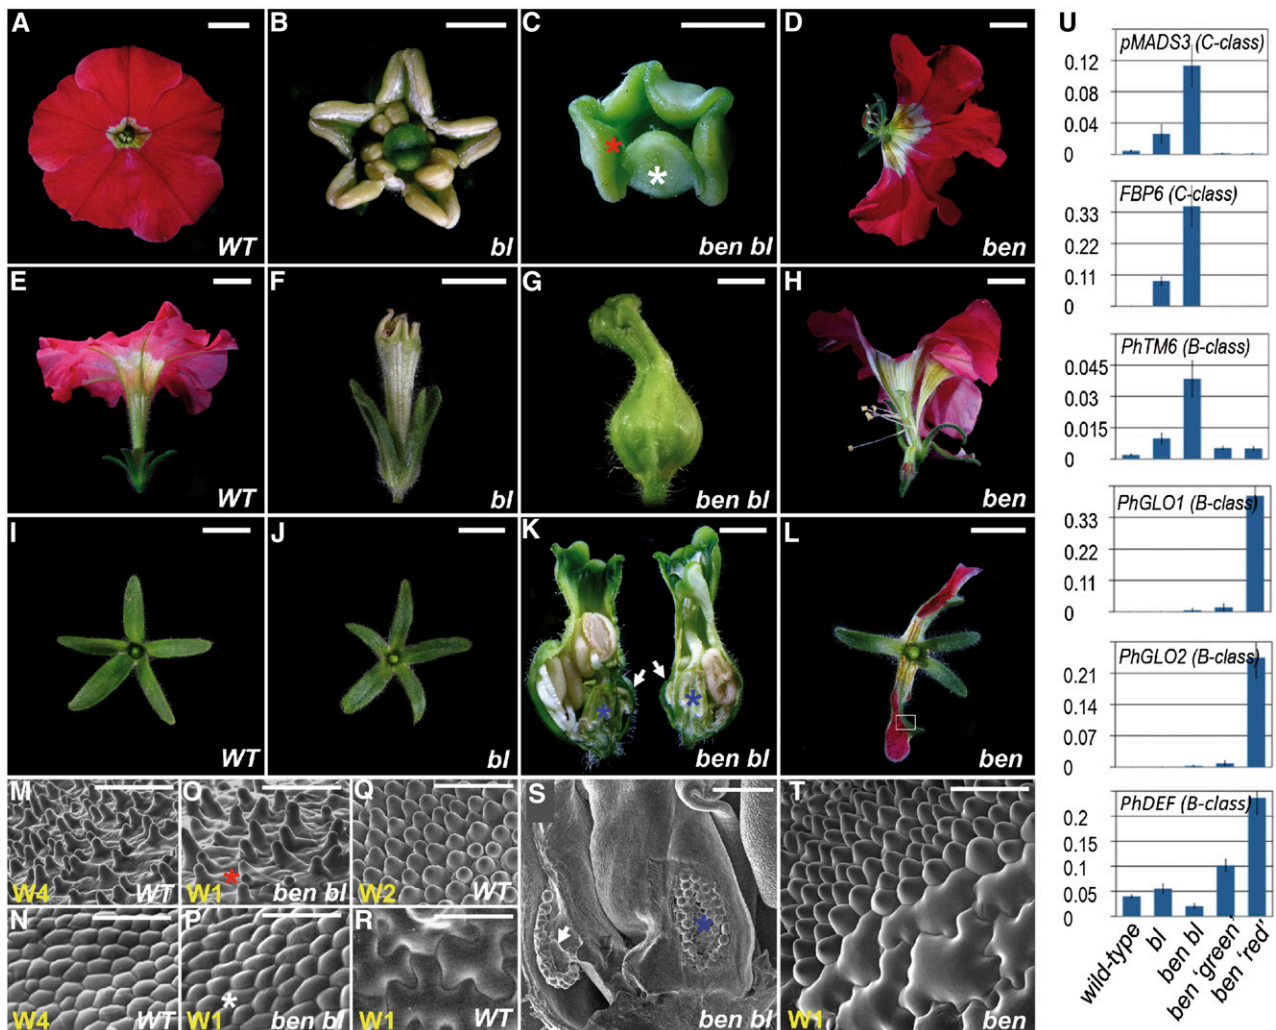 A
WT
B
bl
C
*
*
ben bl
D
ben
E
WT
F
bl
G
ben bl
H
ben
I
WT
J
bl
K
*
*
ben bl
L
ben
M
W4
WT
O
*
W1
ben bl
Q
W2
WT
N
W4
WT
P
*
W1
ben bl
R
W1
WT
S
*
ben bl
T
W1
ben
U
pMADS3 (C-class)
0.12
0.08
0.04
0
FBP6 (C-class)
0.33
0.22
0.11
0
PhTM6 (B-class)
0.045
0.03
0.015
0
PhGLO1 (B-class)
0.33
0.22
0.11
0
PhGLO2 (B-class)
0.21
0.14
0.07
0
PhDEF (B-class)
0.2
0.15
0.1
0.05
0
wild-type
bl
ben bl
ben 'green'
ben 'red'